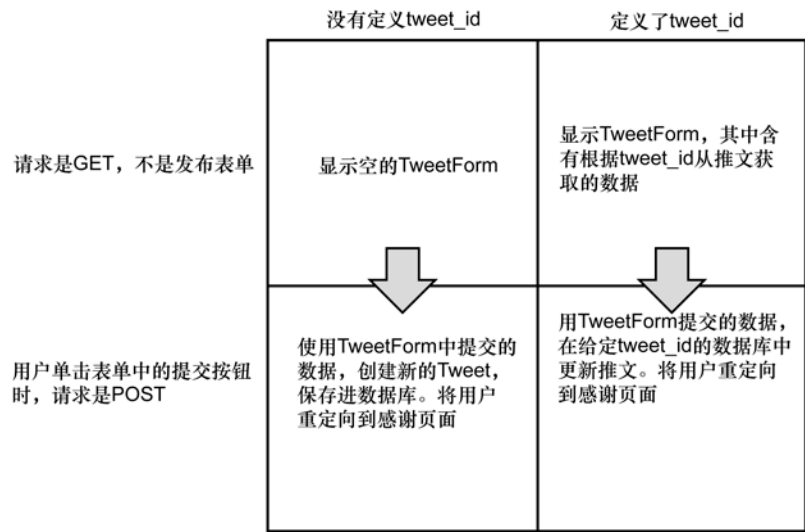 没有定义tweet_id
定义了tweet_id
请求是GET，不是发布表单
显示空的TweetForm
显示TweetForm，其中含
有根据tweet_id从推文获
取的数据
用户单击表单中的提交按钮
时，请求是POST
使用TweetForm中提交的
数据，创建新的Tweet，
保存进数据库。将用户
重定向到感谢页面
用TweetForm提交的数据，
在给定tweet_id的数据库中
更新推文。将用户重定向
到感谢页面